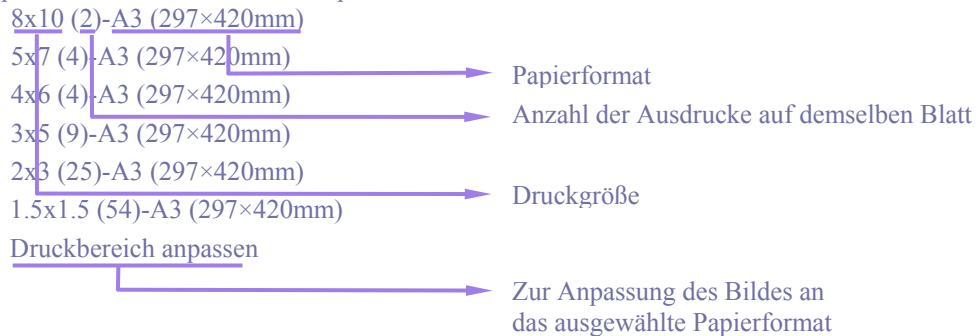 8x10 (2)-A3 (297×420mm)
5x7 (4)-A3 (297×420mm)
Papierformat
4x6 (4)-A3 (297×420mm)
Anzahl der Ausdrucke auf demselben Blatt
3x5 (9)-A3 (297×420mm)
2x3 (25)-A3 (297×420mm)
Druckgröße
1.5x1.5 (54)-A3 (297×420mm)
Druckbereich anpassen
Zur Anpassung des Bildes an
das ausgewählte Papierformat